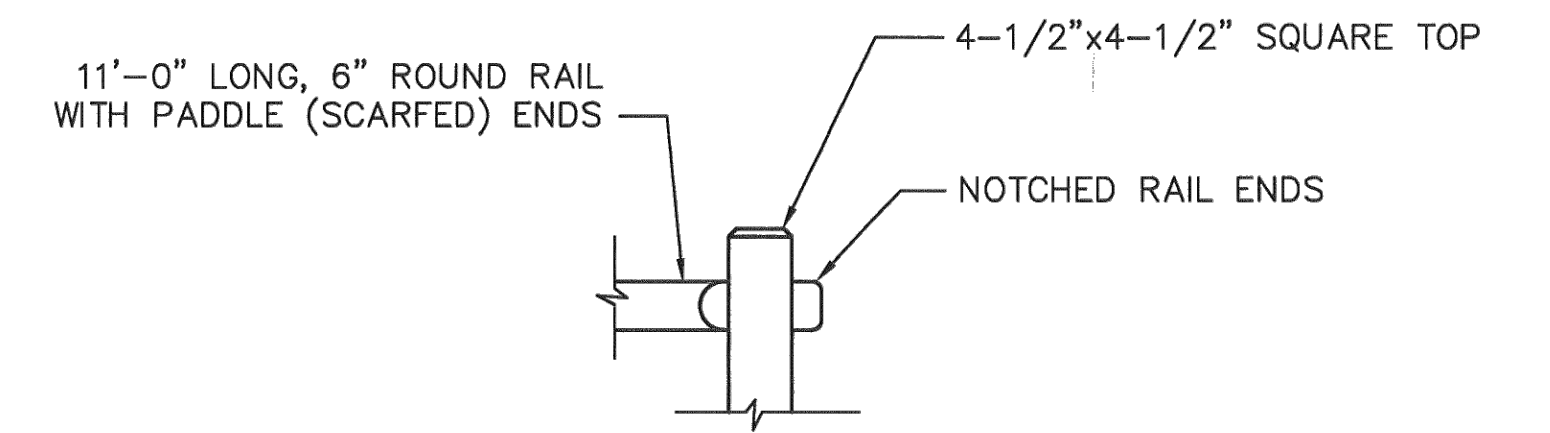 11'-0" LONG, 6" ROUND RAIL
WITH PADDLE (SCARFED) ENDS
4-1/2"x4-1/2" SQUARE TOP
NOTCHED RAIL ENDS